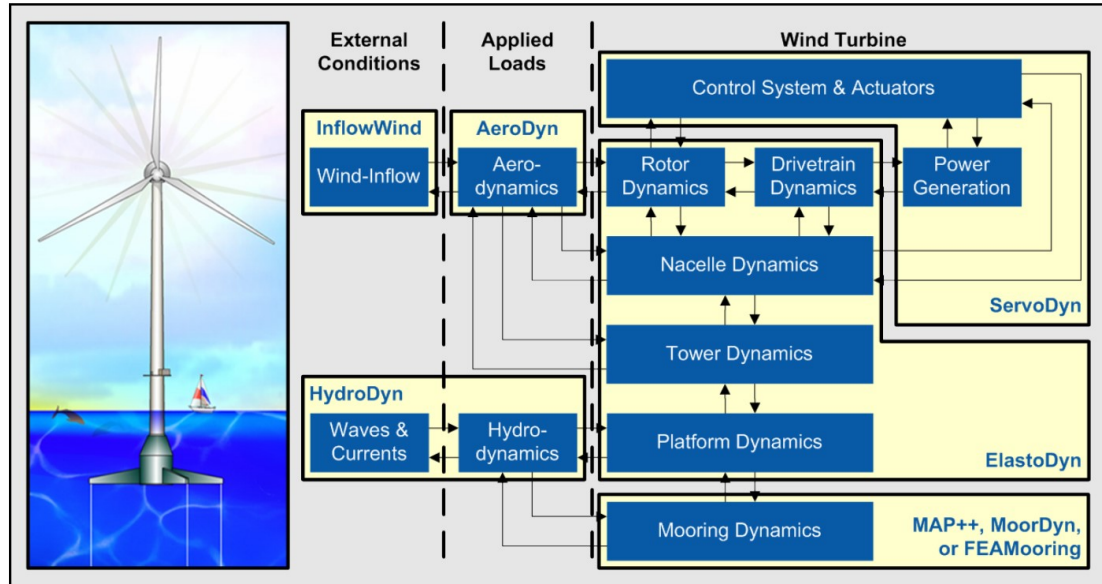 External
Conditions
Applied
Loads
Wind Turbine
Control System & Actuators
InflowWind
AeroDyn
Wind-Inflow
Aero-
dynamics
Rotor
Dynamics
Drivetrain
Dynamics
Power
Generation
Nacelle Dynamics
ServoDyn
Tower Dynamics
HydroDyn
Waves &
Currents
Hydro-
dynamics
Platform Dynamics
ElastoDyn
Mooring Dynamics
MAP++, MoorDyn,
or FEAMooring